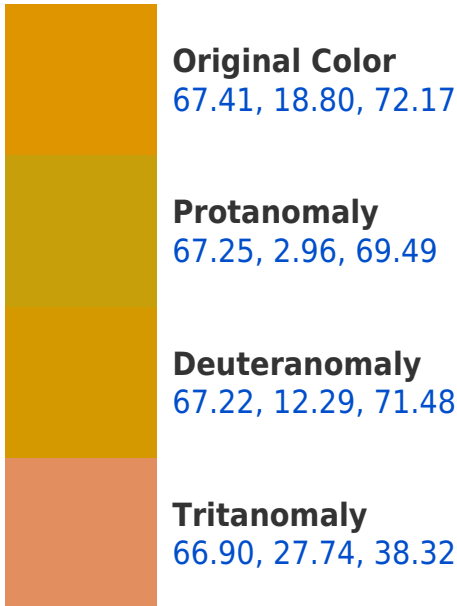 Original Color
67.41, 18.80, 72.17
Protanomaly
67.25, 2.96, 69.49
Deuteranomaly
67.22, 12.29, 71.48
Tritanomaly
66.90, 27.74, 38.32